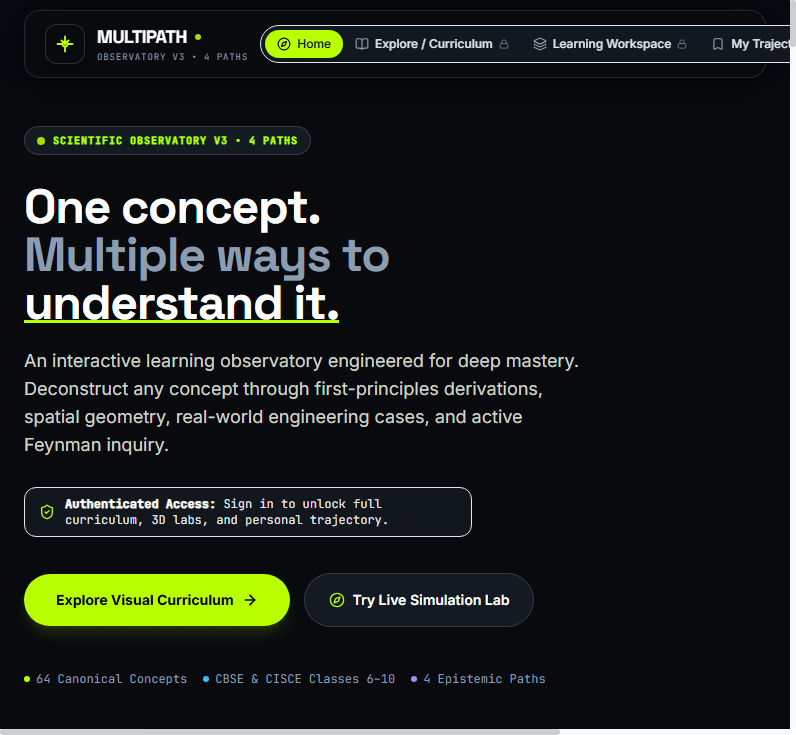 MULTIPATH
OBSERVATORY V3 • 4 PATHS
Home
Explore / Curriculum
Learning Workspace
My Traject
SCIENTIFIC OBSERVATORY V3 • 4 PATHS
One concept.
Multiple ways to
understand it.
An interactive learning observatory engineered for deep mastery.
Deconstruct any concept through first-principles derivations,
spatial geometry, real-world engineering cases, and active
Feynman inquiry.
Authenticated Access: Sign in to unlock full
curriculum, 3D labs, and personal trajectory.
Explore Visual Curriculum →
Try Live Simulation Lab
64 Canonical Concepts
CBSE & CISCE Classes 6–10
4 Epistemic Paths